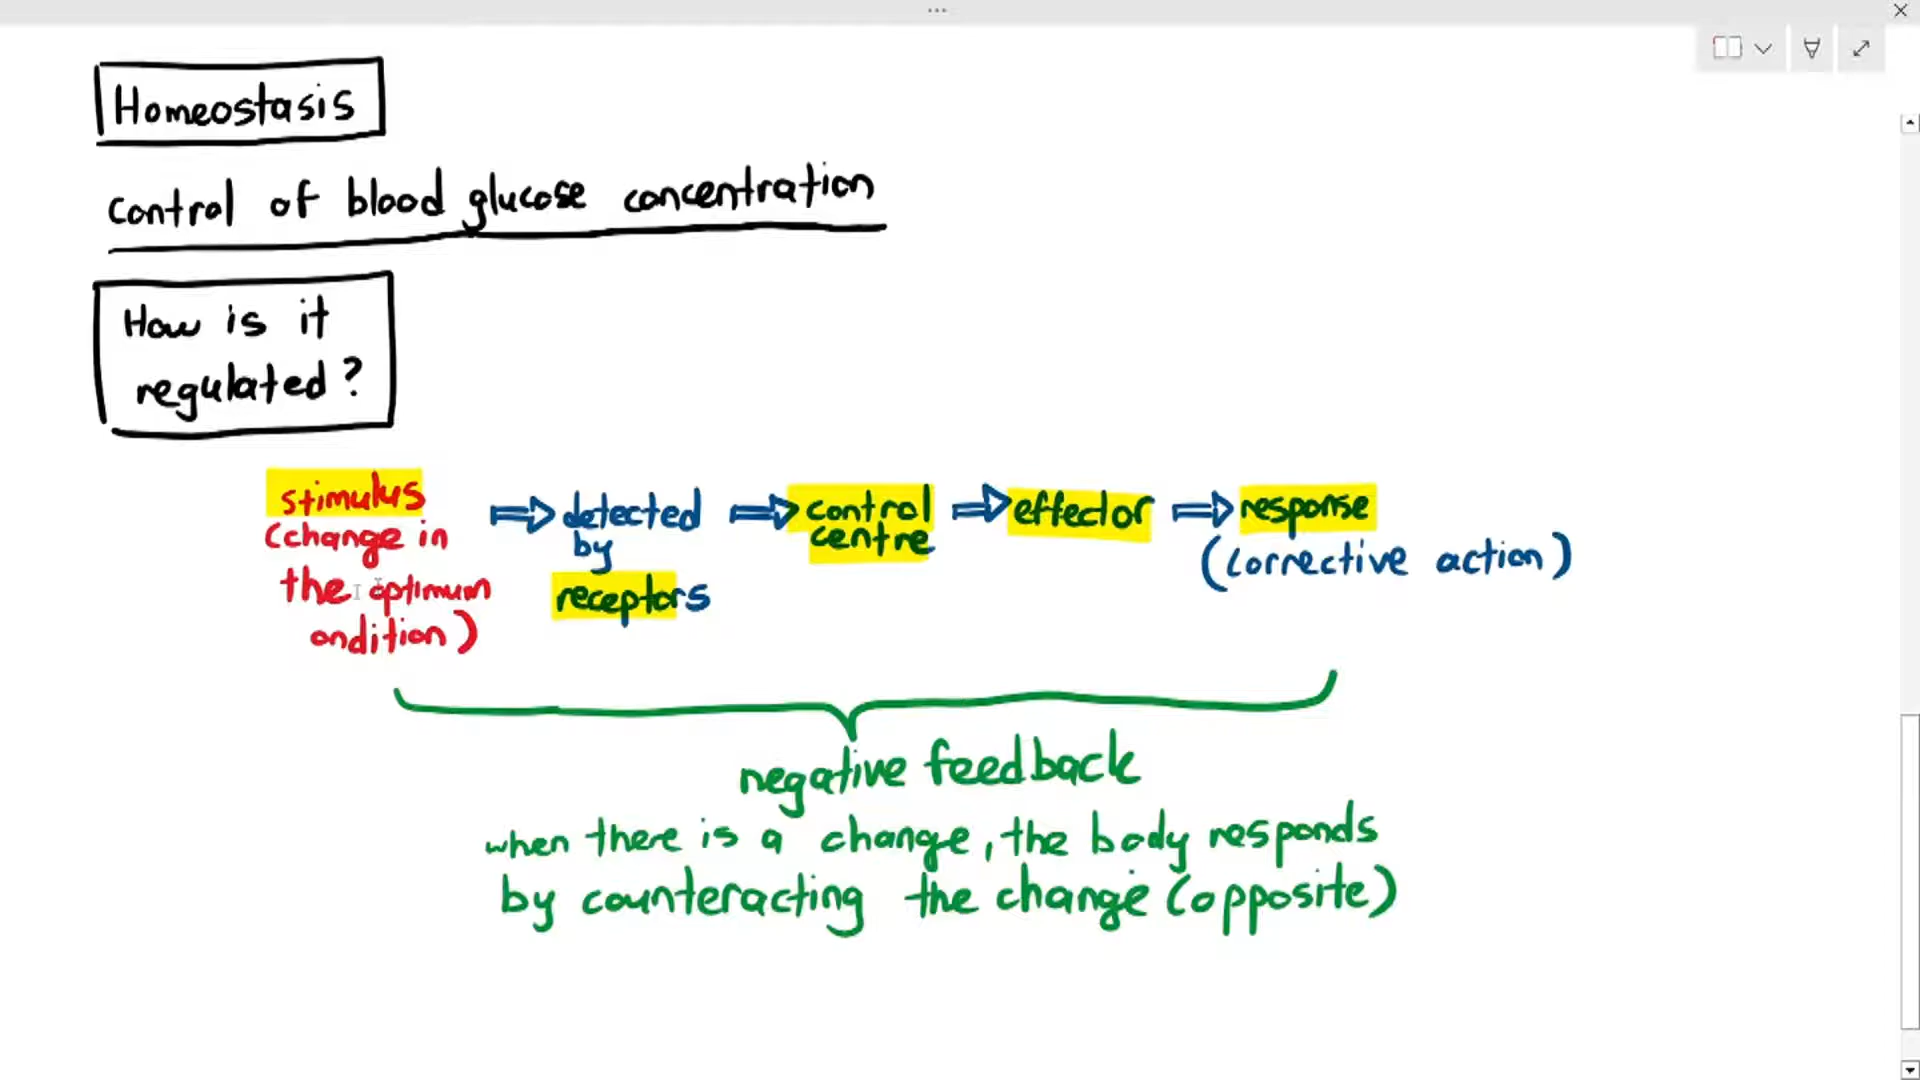 Homeostasis
control of blood glucose concentration
How is it
regulated?
stimulus
(change in
the optimum
ondition)
⇒ detected
by
receptors
⇒ control
centre
⇒ effector
⇒ response
(corrective action)
negative feedback
when there is a change, the body responds
by counteracting the change (opposite)